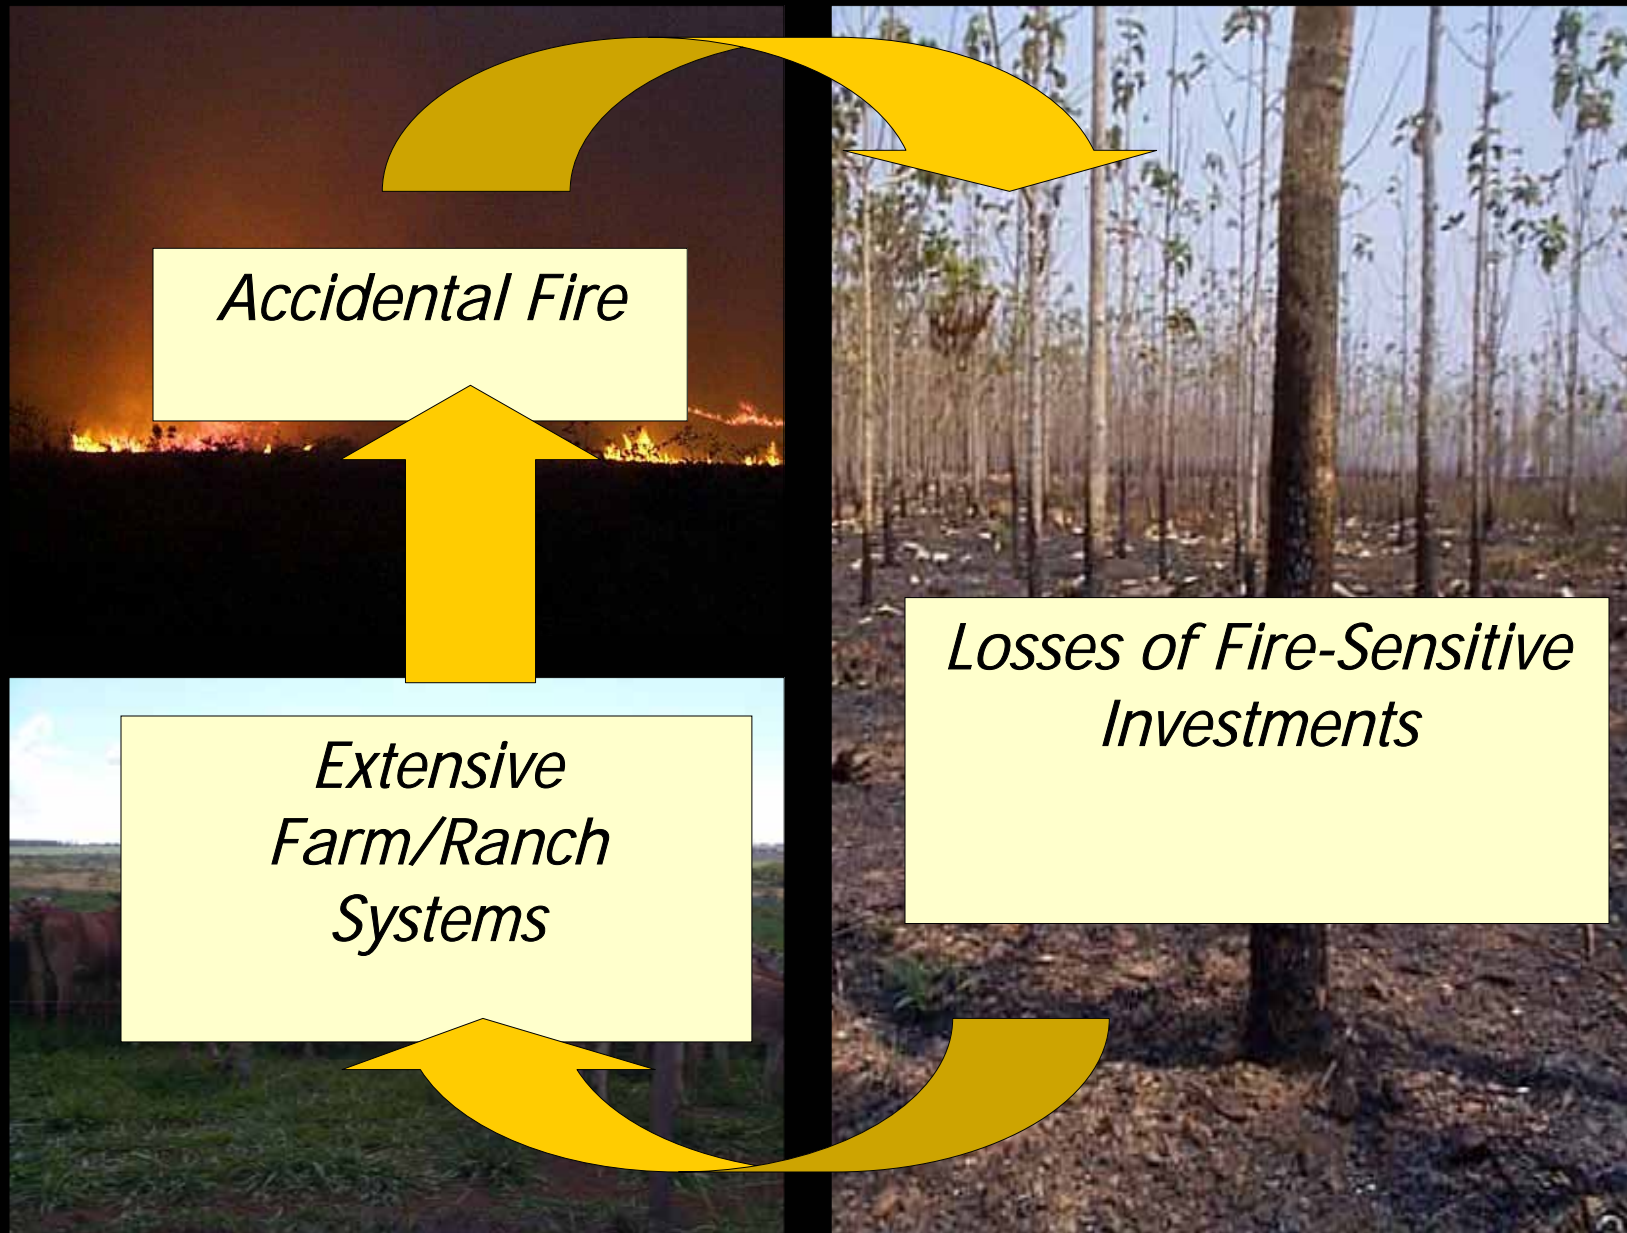 Accidental Fire
Losses of Fire-Sensitive
Investments
Extensive
Farm/Ranch
Systems